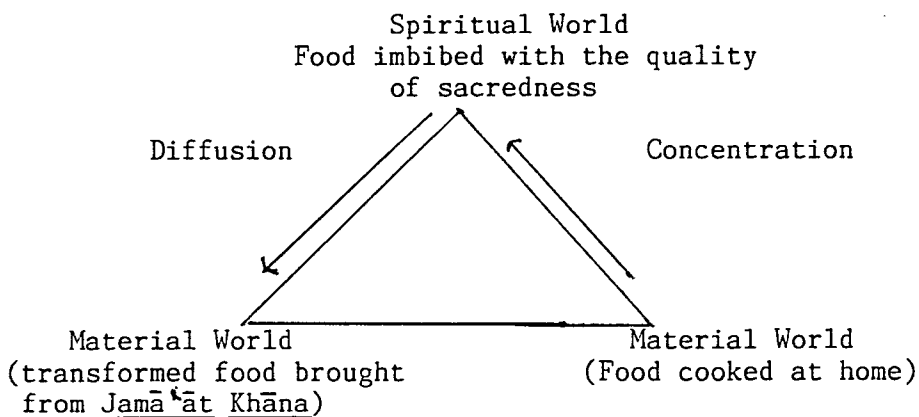 Spiritual World
Food imbibed with the quality
of sacredness
Diffusion
Concentration
Material World
(transformed food brought
from Jamā‘āt Khāna)
Material World
(Food cooked at home)